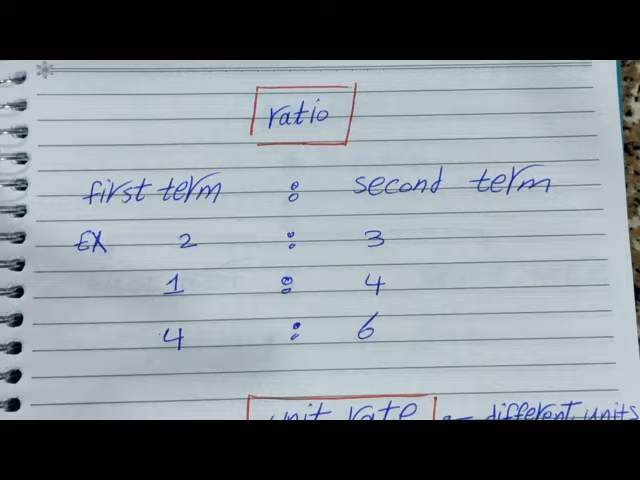 ratio
first term : second term
EX 2 : 3
1 : 4
4 : 6
unit rate - different units